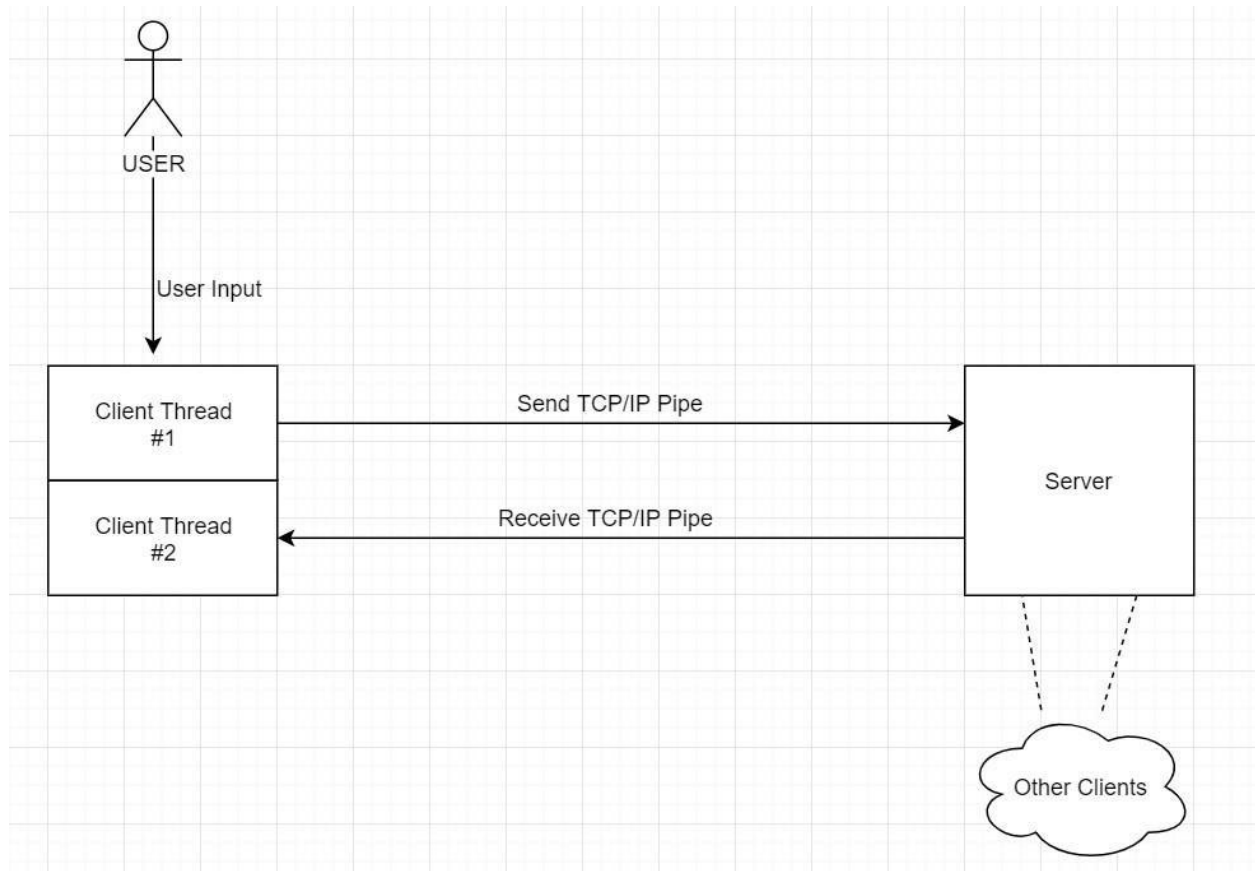 USER
User Input
Client Thread
#1
Send TCP/IP Pipe
Server
Client Thread
#2
Receive TCP/IP Pipe
Other Clients